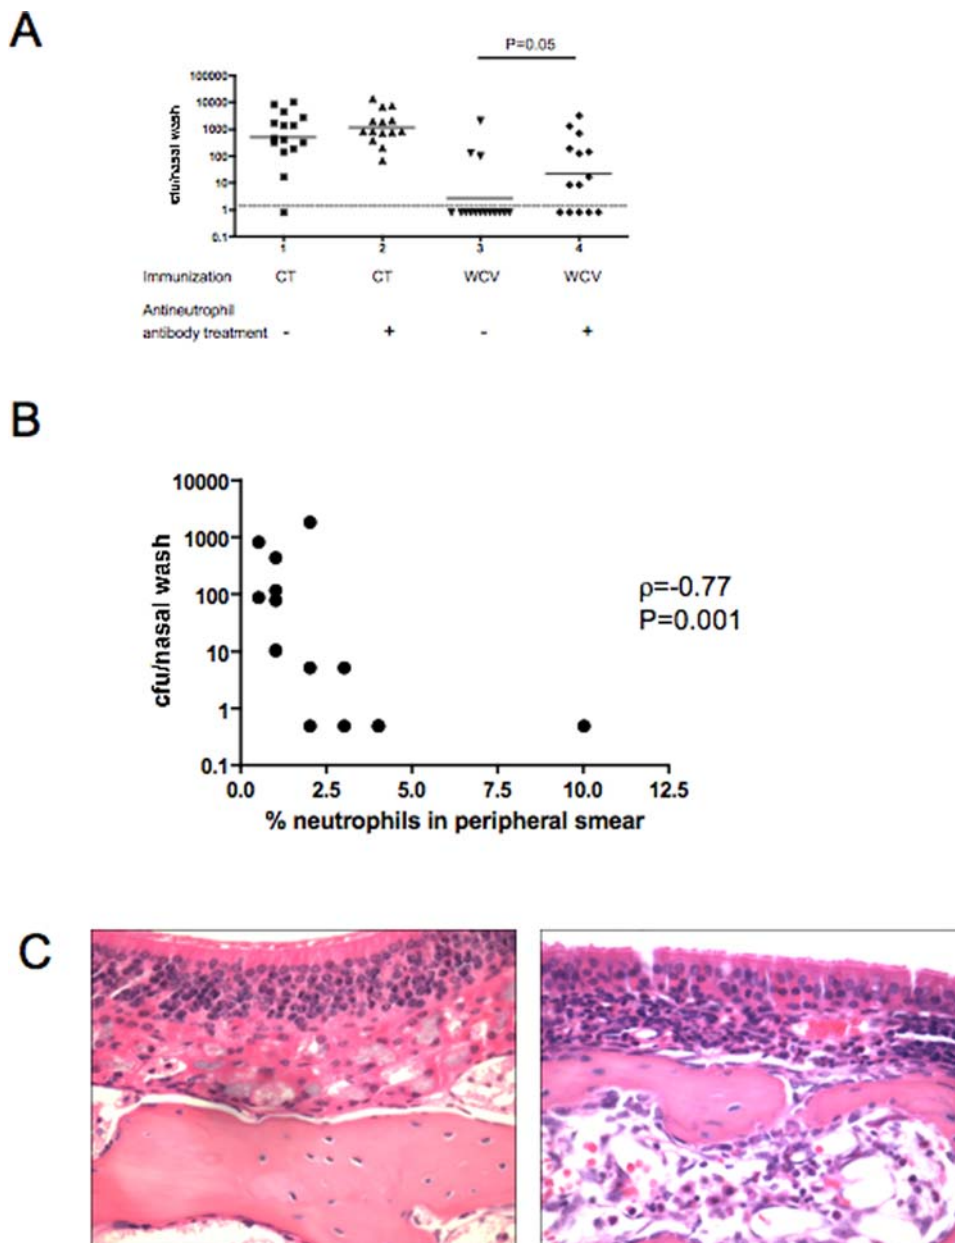 A
P=0.05
100000
10000
1000
100
10
1
0.1
cfu/nasal wash
1 2 3 4
Immunization CT CT WCV WCV
Antineutrophil
antibody treatment - + - +
B
10000
1000
100
10
1
0.1
cfu/nasal wash
ρ=-0.77
P=0.001
0.0 2.5 5.0 7.5 10.0 12.5
% neutrophils in peripheral smear
C